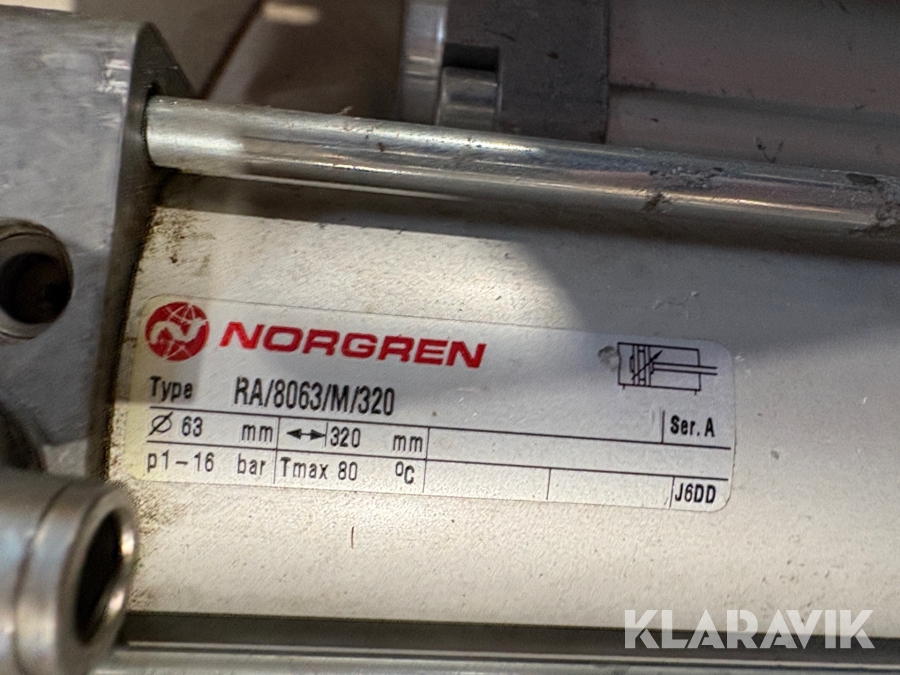 NORGREN
Type RA/8063/M/320
Ser. A
Ø 63 mm ↔ 320 mm
p1-16 bar Tmax 80 °C
J6DD
KLARAVIK